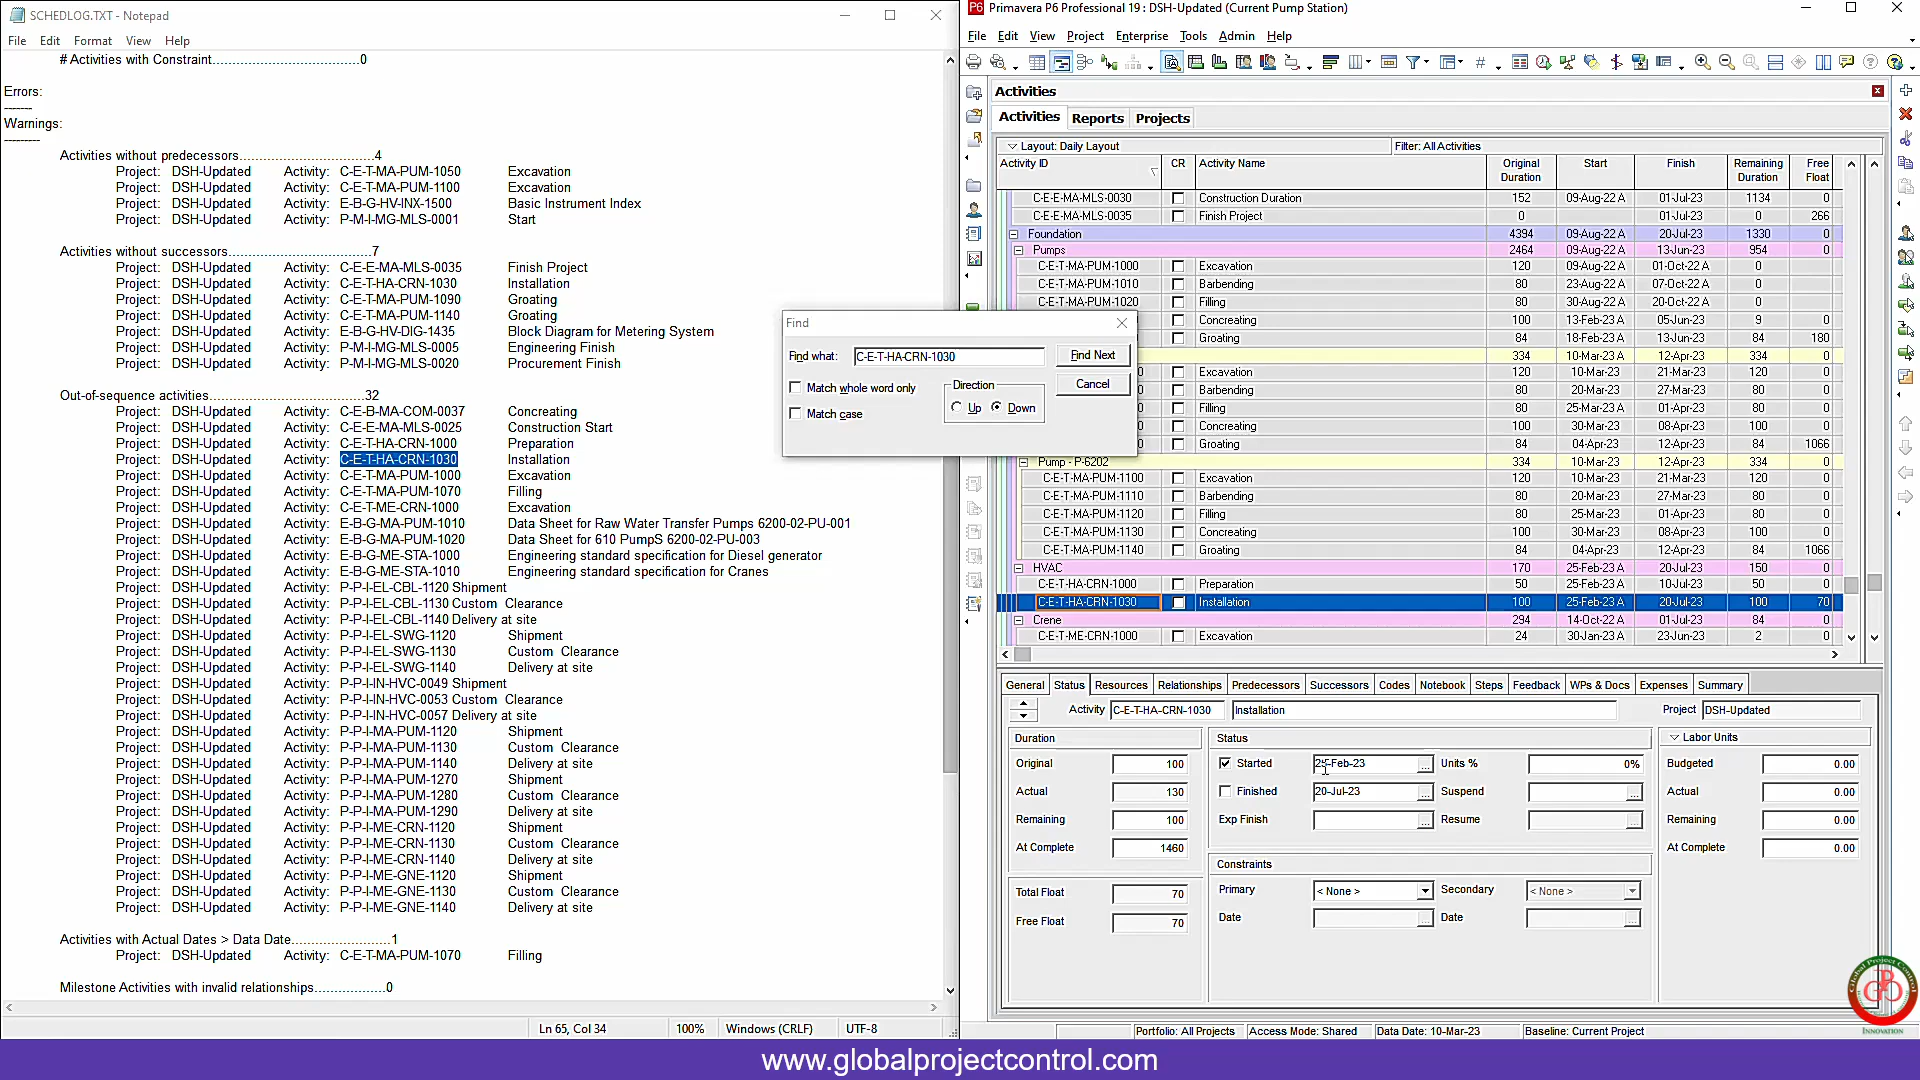 SCHEDLOG.TXT - Notepad
File Edit Format View Help
# Activities with Constraint....................................0
Errors:
-------
Warnings:
---------
Activities without predecessors.................................4
Project: DSH-Updated Activity: C-E-T-MA-PUM-1050 Excavation
Project: DSH-Updated Activity: C-E-T-MA-PUM-1100 Excavation
Project: DSH-Updated Activity: E-B-G-HV-INX-1500 Basic Instrument Index
Project: DSH-Updated Activity: P-M-I-MG-MLS-0001 Start
Activities without successors...................................7
Project: DSH-Updated Activity: C-E-E-MA-MLS-0035 Finish Project
Project: DSH-Updated Activity: C-E-T-HA-CRN-1030 Installation
Project: DSH-Updated Activity: C-E-T-MA-PUM-1090 Groating
Project: DSH-Updated Activity: C-E-T-MA-PUM-1140 Groating
Project: DSH-Updated Activity: E-B-G-HV-DIG-1435 Block Diagram for Metering System
Project: DSH-Updated Activity: P-M-I-MG-MLS-0005 Engineering Finish
Project: DSH-Updated Activity: P-M-I-MG-MLS-0020 Procurement Finish
Out-of-sequence activities......................................32
Project: DSH-Updated Activity: C-E-B-MA-COM-0037 Concreating
Project: DSH-Updated Activity: C-E-E-MA-MLS-0025 Construction Start
Project: DSH-Updated Activity: C-E-T-HA-CRN-1000 Preparation
Project: DSH-Updated Activity: C-E-T-HA-CRN-1030 Installation
Project: DSH-Updated Activity: C-E-T-MA-PUM-1000 Excavation
Project: DSH-Updated Activity: C-E-T-MA-PUM-1070 Filling
Project: DSH-Updated Activity: C-E-T-ME-CRN-1000 Excavation
Project: DSH-Updated Activity: E-B-G-MA-PUM-1010 Data Sheet for Raw Water Transfer Pumps 6200-02-PU-001
Project: DSH-Updated Activity: E-B-G-MA-PUM-1020 Data Sheet for 610 PumpS 6200-02-PU-003
Project: DSH-Updated Activity: E-B-G-ME-STA-1000 Engineering standard specification for Diesel generator
Project: DSH-Updated Activity: E-B-G-ME-STA-1010 Engineering standard specification for Cranes
Project: DSH-Updated Activity: P-P-I-EL-CBL-1120 Shipment
Project: DSH-Updated Activity: P-P-I-EL-CBL-1130 Custom Clearance
Project: DSH-Updated Activity: P-P-I-EL-CBL-1140 Delivery at site
Project: DSH-Updated Activity: P-P-I-EL-SWG-1120 Shipment
Project: DSH-Updated Activity: P-P-I-EL-SWG-1130 Custom Clearance
Project: DSH-Updated Activity: P-P-I-EL-SWG-1140 Delivery at site
Project: DSH-Updated Activity: P-P-I-IN-HVC-0049 Shipment
Project: DSH-Updated Activity: P-P-I-IN-HVC-0053 Custom Clearance
Project: DSH-Updated Activity: P-P-I-IN-HVC-0057 Delivery at site
Project: DSH-Updated Activity: P-P-I-MA-PUM-1120 Shipment
Project: DSH-Updated Activity: P-P-I-MA-PUM-1130 Custom Clearance
Project: DSH-Updated Activity: P-P-I-MA-PUM-1140 Delivery at site
Project: DSH-Updated Activity: P-P-I-MA-PUM-1270 Shipment
Project: DSH-Updated Activity: P-P-I-MA-PUM-1280 Custom Clearance
Project: DSH-Updated Activity: P-P-I-MA-PUM-1290 Delivery at site
Project: DSH-Updated Activity: P-P-I-ME-CRN-1120 Shipment
Project: DSH-Updated Activity: P-P-I-ME-CRN-1130 Custom Clearance
Project: DSH-Updated Activity: P-P-I-ME-CRN-1140 Delivery at site
Project: DSH-Updated Activity: P-P-I-ME-GNE-1120 Shipment
Project: DSH-Updated Activity: P-P-I-ME-GNE-1130 Custom Clearance
Project: DSH-Updated Activity: P-P-I-ME-GNE-1140 Delivery at site
Activities with Actual Dates > Data Date........................1
Project: DSH-Updated Activity: C-E-T-MA-PUM-1070 Filling
Milestone Activities with invalid relationships.................0
Ln 65, Col 34 100% Windows (CRLF) UTF-8
Find
Find what: C-E-T-HA-CRN-1030 Find Next
Match whole word only Direction Cancel
Match case Up Down
P6 Primavera P6 Professional 19 : DSH-Updated (Current Pump Station)
File Edit View Project Enterprise Tools Admin Help
Activities
Activities Reports Projects
Layout: Daily Layout Filter: All Activities
Activity ID CR Activity Name Original Duration Start Finish Remaining Duration Free Float
C-E-E-MA-MLS-0030 Construction Duration 152 09-Aug-22 A 01-Jul-23 1134 0
C-E-E-MA-MLS-0035 Finish Project 0 01-Jul-23 0 266
Foundation 4394 09-Aug-22 A 20-Jul-23 1330 0
Pumps 2464 09-Aug-22 A 13-Jun-23 954 0
C-E-T-MA-PUM-1000 Excavation 120 09-Aug-22 A 01-Oct-22 A 0
C-E-T-MA-PUM-1010 Barbending 80 23-Aug-22 A 07-Oct-22 A 0
C-E-T-MA-PUM-1020 Filling 80 30-Aug-22 A 20-Oct-22 A 0
0 Concreating 100 13-Feb-23 A 05-Jun-23 9 0
0 Groating 84 18-Feb-23 A 13-Jun-23 84 180
334 10-Mar-23 A 12-Apr-23 334 0
0 Excavation 120 10-Mar-23 21-Mar-23 120 0
0 Barbending 80 20-Mar-23 27-Mar-23 80 0
0 Filling 80 25-Mar-23 A 01-Apr-23 80 0
0 Concreating 100 30-Mar-23 08-Apr-23 100 0
0 Groating 84 04-Apr-23 12-Apr-23 84 1066
Pump - P-6202 334 10-Mar-23 12-Apr-23 334 0
C-E-T-MA-PUM-1100 Excavation 120 10-Mar-23 21-Mar-23 120 0
C-E-T-MA-PUM-1110 Barbending 80 20-Mar-23 27-Mar-23 80 0
C-E-T-MA-PUM-1120 Filling 80 25-Mar-23 01-Apr-23 80 0
C-E-T-MA-PUM-1130 Concreating 100 30-Mar-23 08-Apr-23 100 0
C-E-T-MA-PUM-1140 Groating 84 04-Apr-23 12-Apr-23 84 1066
HVAC 170 25-Feb-23 A 20-Jul-23 150 0
C-E-T-HA-CRN-1000 Preparation 50 25-Feb-23 A 10-Jul-23 50 0
C-E-T-HA-CRN-1030 Installation 100 25-Feb-23 A 20-Jul-23 100 70
Crene 294 14-Oct-22 A 01-Jul-23 84 0
C-E-T-ME-CRN-1000 Excavation 24 30-Jan-23 A 23-Jun-23 2 0
General Status Resources Relationships Predecessors Successors Codes Notebook Steps Feedback WPs & Docs Expenses Summary
Activity C-E-T-HA-CRN-1030 Installation Project DSH-Updated
Duration Status Labor Units
Original 100 Started 25-Feb-23 Units % 0% Budgeted 0.00
Actual 130 Finished 20-Jul-23 Suspend Actual 0.00
Remaining 100 Exp Finish Resume Remaining 0.00
At Complete 1460 At Complete 0.00
Constraints
Total Float 70 Primary < None > Secondary < None >
Free Float 70 Date Date
Portfolio: All Projects Access Mode: Shared Data Date: 10-Mar-23 Baseline: Current Project
Global Project Control
INNOVATION
www.globalprojectcontrol.com